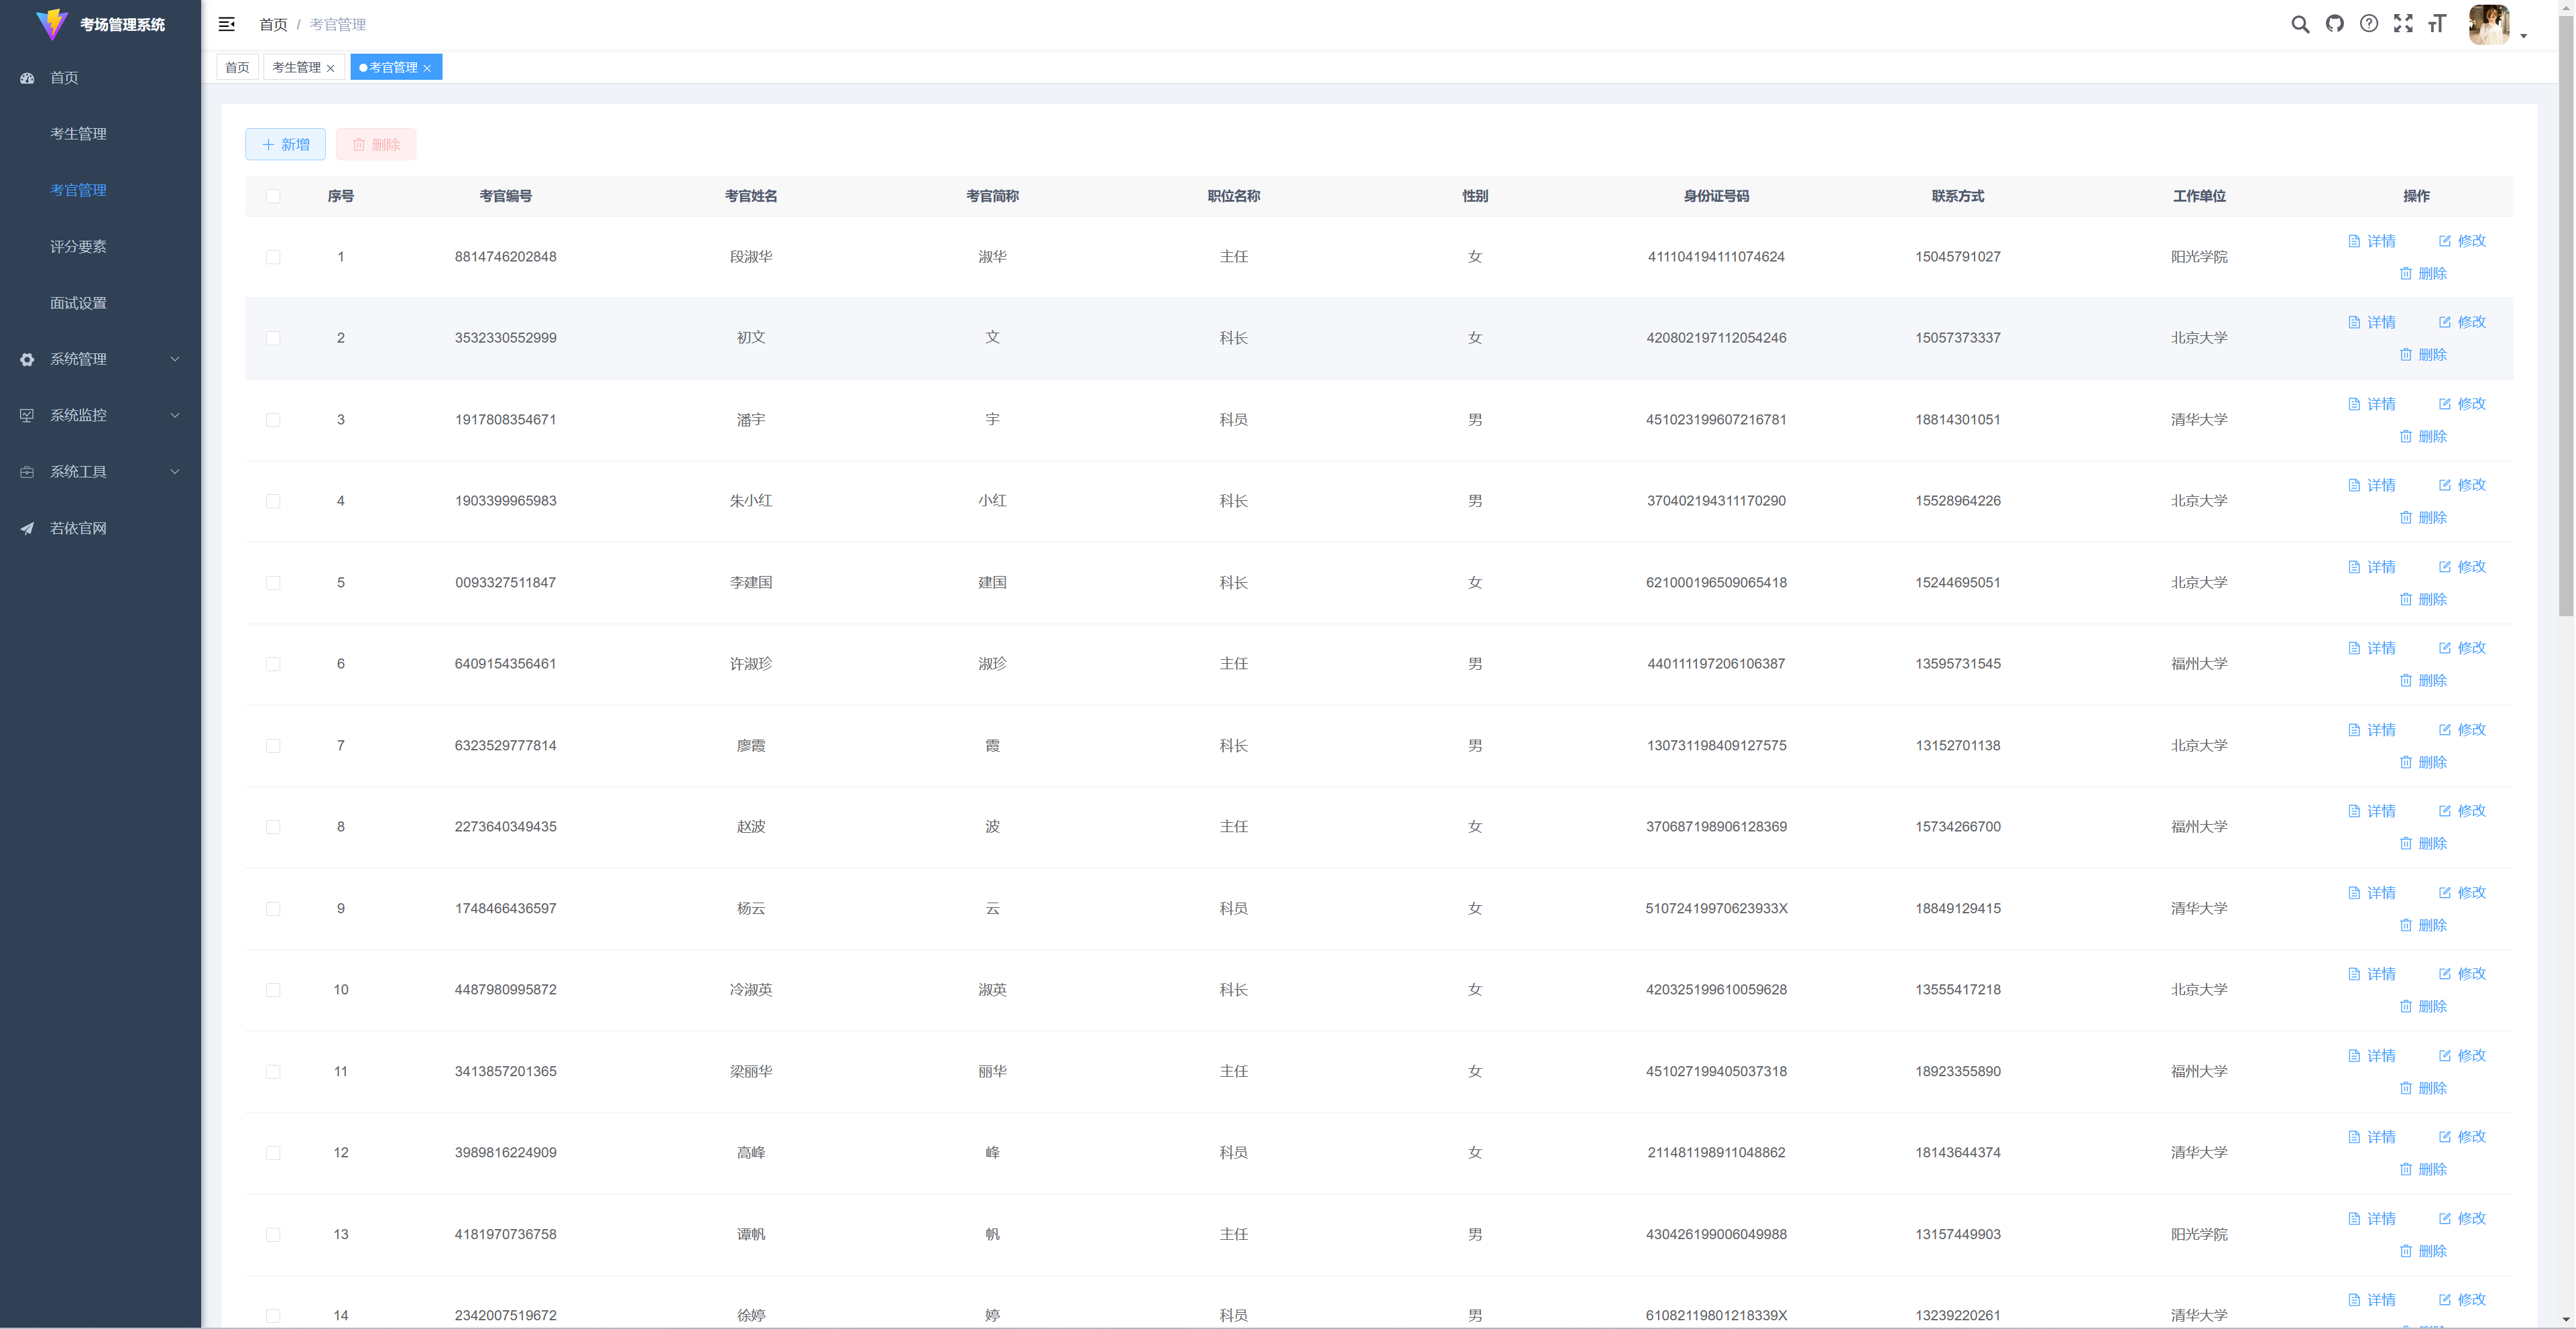 考场管理系统
首页
考生管理
考官管理
评分要素
面试设置
系统管理
系统监控
系统工具
若依官网
首页 / 考官管理
首页 考生管理 考官管理
新增 删除
序号 考官编号 考官姓名 考官简称 职位名称 性别 身份证号码 联系方式 工作单位 操作
1 8814746202848 段淑华 淑华 主任 女 411104194111074624 15045791027 阳光学院 详情 修改 删除
2 3532330552999 初文 文 科长 女 420802197112054246 15057373337 北京大学 详情 修改 删除
3 1917808354671 潘宇 宇 科员 男 451023199607216781 18814301051 清华大学 详情 修改 删除
4 1903399965983 朱小红 小红 科长 男 370402194311170290 15528964226 北京大学 详情 修改 删除
5 0093327511847 李建国 建国 科长 女 621000196509065418 15244695051 北京大学 详情 修改 删除
6 6409154356461 许淑珍 淑珍 主任 男 440111197206106387 13595731545 福州大学 详情 修改 删除
7 6323529777814 廖霞 霞 科长 男 130731198409127575 13152701138 北京大学 详情 修改 删除
8 2273640349435 赵波 波 主任 女 370687198906128369 15734266700 福州大学 详情 修改 删除
9 1748466436597 杨云 云 科员 女 51072419970623933X 18849129415 清华大学 详情 修改 删除
10 4487980995872 冷淑英 淑英 科长 女 420325199610059628 13555417218 北京大学 详情 修改 删除
11 3413857201365 梁丽华 丽华 主任 女 451027199405037318 18923355890 福州大学 详情 修改 删除
12 3989816224909 高峰 峰 科员 女 211481198911048862 18143644374 清华大学 详情 修改 删除
13 4181970736758 谭帆 帆 主任 男 430426199006049988 13157449903 阳光学院 详情 修改 删除
14 2342007519672 徐婷 婷 科员 男 61082119801218339X 13239220261 清华大学 详情 修改